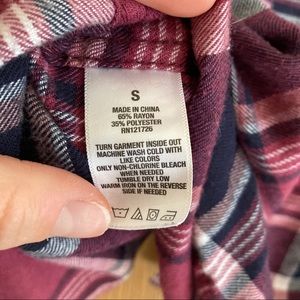 S
MADE IN CHINA
65% RAYON
35% POLYESTER
RN121726
TURN GARMENT INSIDE OUT
MACHINE WASH COLD WITH
LIKE COLORS
ONLY NON-CHLORINE BLEACH
WHEN NEEDED
TUMBLE DRY LOW
WARM IRON ON THE REVERSE
SIDE IF NEEDED